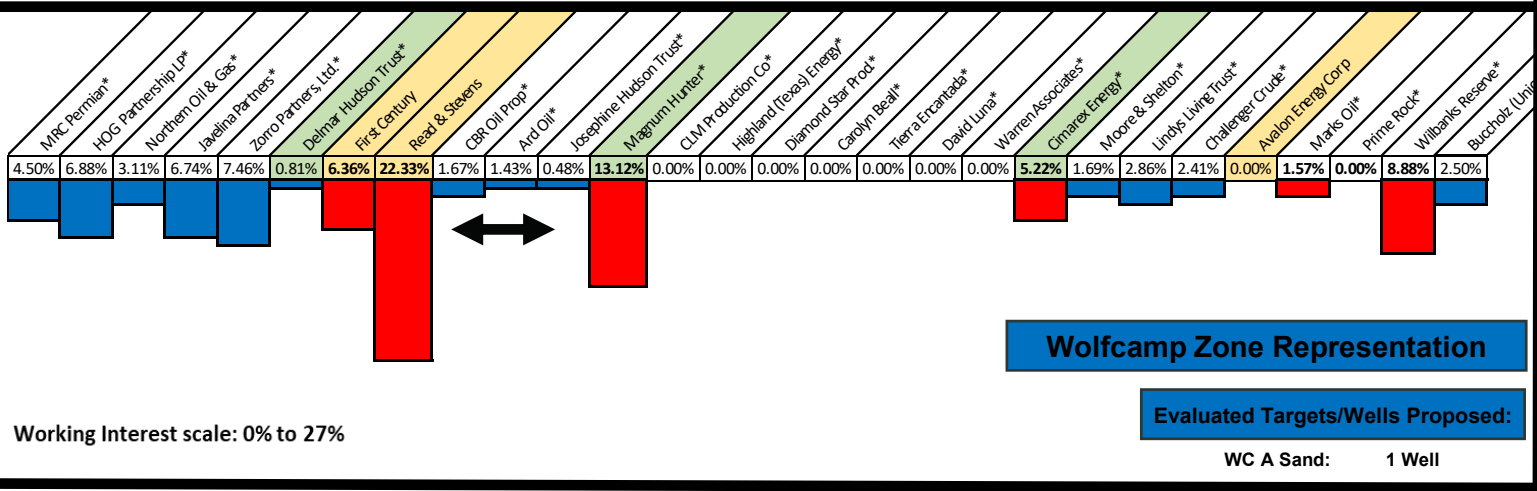 MRC Permian*
HOG Partnership LP*
Northern Oil & Gas*
Javelina Partners*
Zorro Partners, Ltd.*
Delmar Hudson Trust*
First Century
Read & Stevens
CBR Oil Prop*
Ard Oil*
Josephine Hudson Trust*
Magnum Hunter*
CLM Production Co*
Highland (Texas) Energy*
Diamond Star Prod.*
Carolyn Beall*
Tierra Encantada*
David Luna*
Warren Associates*
Cimarex Energy*
Moore & Shelton*
Lindys Living Trust*
Challenger Crude*
Avalon Energy Corp
Marks Oil*
Prime Rock*
Wilbanks Reserve*
Buccholz (Uni
4.50% 6.88% 3.11% 6.74% 7.46% 0.81% 6.36% 22.33% 1.67% 1.43% 0.48% 13.12% 0.00% 0.00% 0.00% 0.00% 0.00% 0.00% 0.00% 5.22% 1.69% 2.86% 2.41% 0.00% 1.57% 0.00% 8.88% 2.50%
Wolfcamp Zone Representation
Evaluated Targets/Wells Proposed:
Working Interest scale: 0% to 27%
WC A Sand: 1 Well